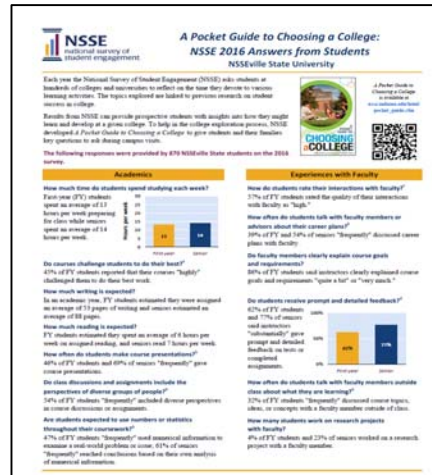 NSSE
national survey of
student engagement
A Pocket Guide to Choosing a College:
NSSE 2016 Answers from Students
NSSEville State University
Each year the National Survey of Student Engagement (NSSE) asks students at
hundreds of colleges and universities to reflect on the time they devote to various
learning activities. The topics explored are linked to previous research on student
success in college.
Results from NSSE can provide prospective students with insights into how they might
learn and develop at a given college. To help in the college exploration process, NSSE
developed A Pocket Guide to Choosing a College to give students and their families
key questions to ask during campus visits.
CHOOSING
a COLLEGE
A Pocket Guide to
Choosing a College
is available at
The following responses were provided by 870 NSSEville State students on the 2016
survey.
Academics
How much time do students spend studying each week?
First-year (FY) students
spent an average of 13
hours per week preparing
for class while seniors
spent an average of 14
hours per week.
Hours per week
30
20
10
0
13
14
First-year
Senior
Do courses challenge students to do their best?
45% of FY students reported that their courses "highly"
challenged them to do their best work.
How much writing is expected?
In an academic year, FY students estimated they were assigned
an average of 53 pages of writing and seniors estimated an
average of 88 pages.
How much reading is expected?
FY students estimated they spent an average of 6 hours per
week on assigned reading, and seniors read 7 hours per week.
How often do students make course presentations?
46% of FY students and 69% of seniors "frequently" gave
course presentations.
Do class discussions and assignments include the
perspectives of diverse groups of people?
54% of FY students "frequently" included diverse perspectives
in course discussions or assignments.
Are students expected to use numbers or statistics
throughout their coursework?
47% of FY students "frequently" used numerical information to
examine a real-world problem or issue; 61% of seniors
"frequently" reached conclusions based on their own analysis
of numerical information.
Experiences with Faculty
How do students rate their interactions with faculty?
57% of FY students rated the quality of their interactions
with faculty as "high."
How often do students talk with faculty members or
advisors about their career plans?
39% of FY and 54% of seniors "frequently" discussed career
plans with faculty.
Do faculty members clearly explain course goals
and requirements?
86% of FY students said instructors clearly explained course
goals and requirements "quite a bit" or "very much."
Do students receive prompt and detailed feedback?
62% of FY students
and 77% of seniors
said instructors
"substantially" gave
prompt and detailed
feedback on tests or
completed
assignments.
100%
50%
0%
62%
77%
First-year
Senior
How often do students talk with faculty members outside
class about what they are learning?
32% of FY students "frequently" discussed course topics,
ideas, or concepts with a faculty member outside of class.
How many students work on research projects
with faculty?
4% of FY students and 23% of seniors worked on a research
project with a faculty member.